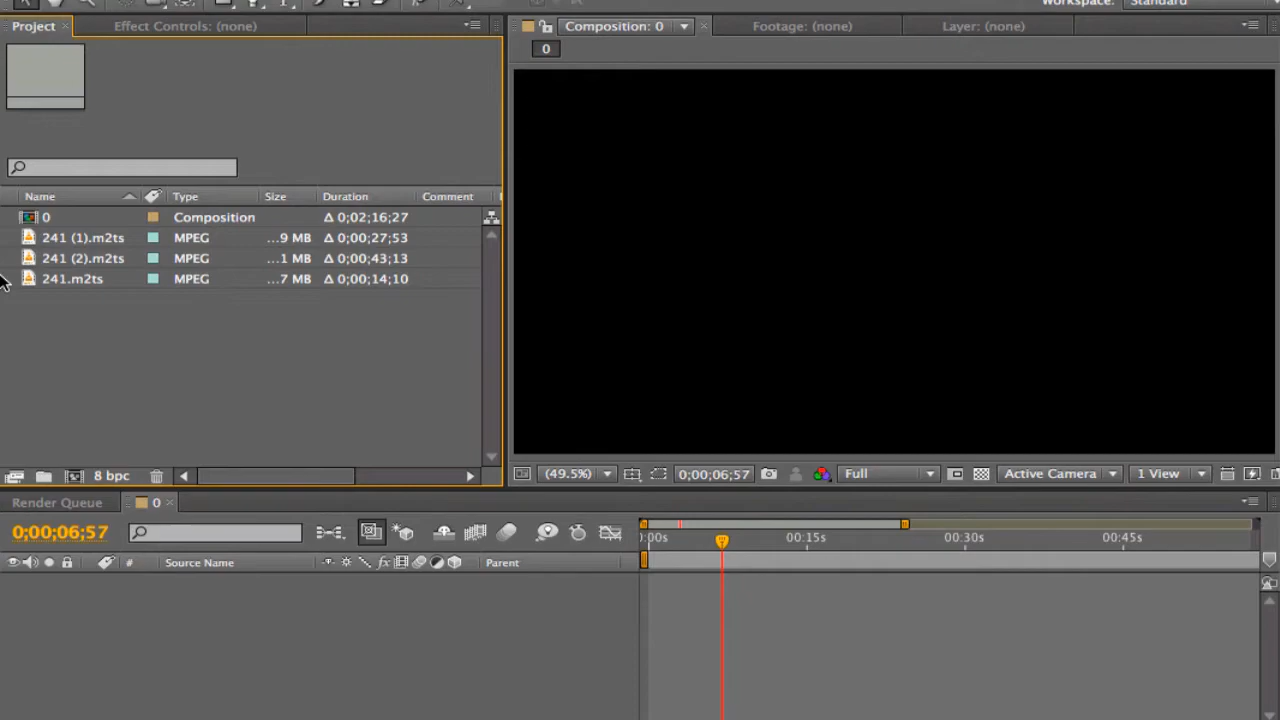 Workspace: Standard
Project Effect Controls: (none)
Composition: 0 Footage: (none) Layer: (none)
0
Name Type Size Duration Comment
0 Composition Δ 0;02;16;27
241 (1).m2ts MPEG ...9 MB Δ 0;00;27;53
241 (2).m2ts MPEG ...1 MB Δ 0;00;43;13
241.m2ts MPEG ...7 MB Δ 0;00;14;10
8 bpc
(49.5%) 0;00;06;57 Full Active Camera 1 View
Render Queue 0
0;00;06;57
):00s 00:15s 00:30s 00:45s
# Source Name fx Parent